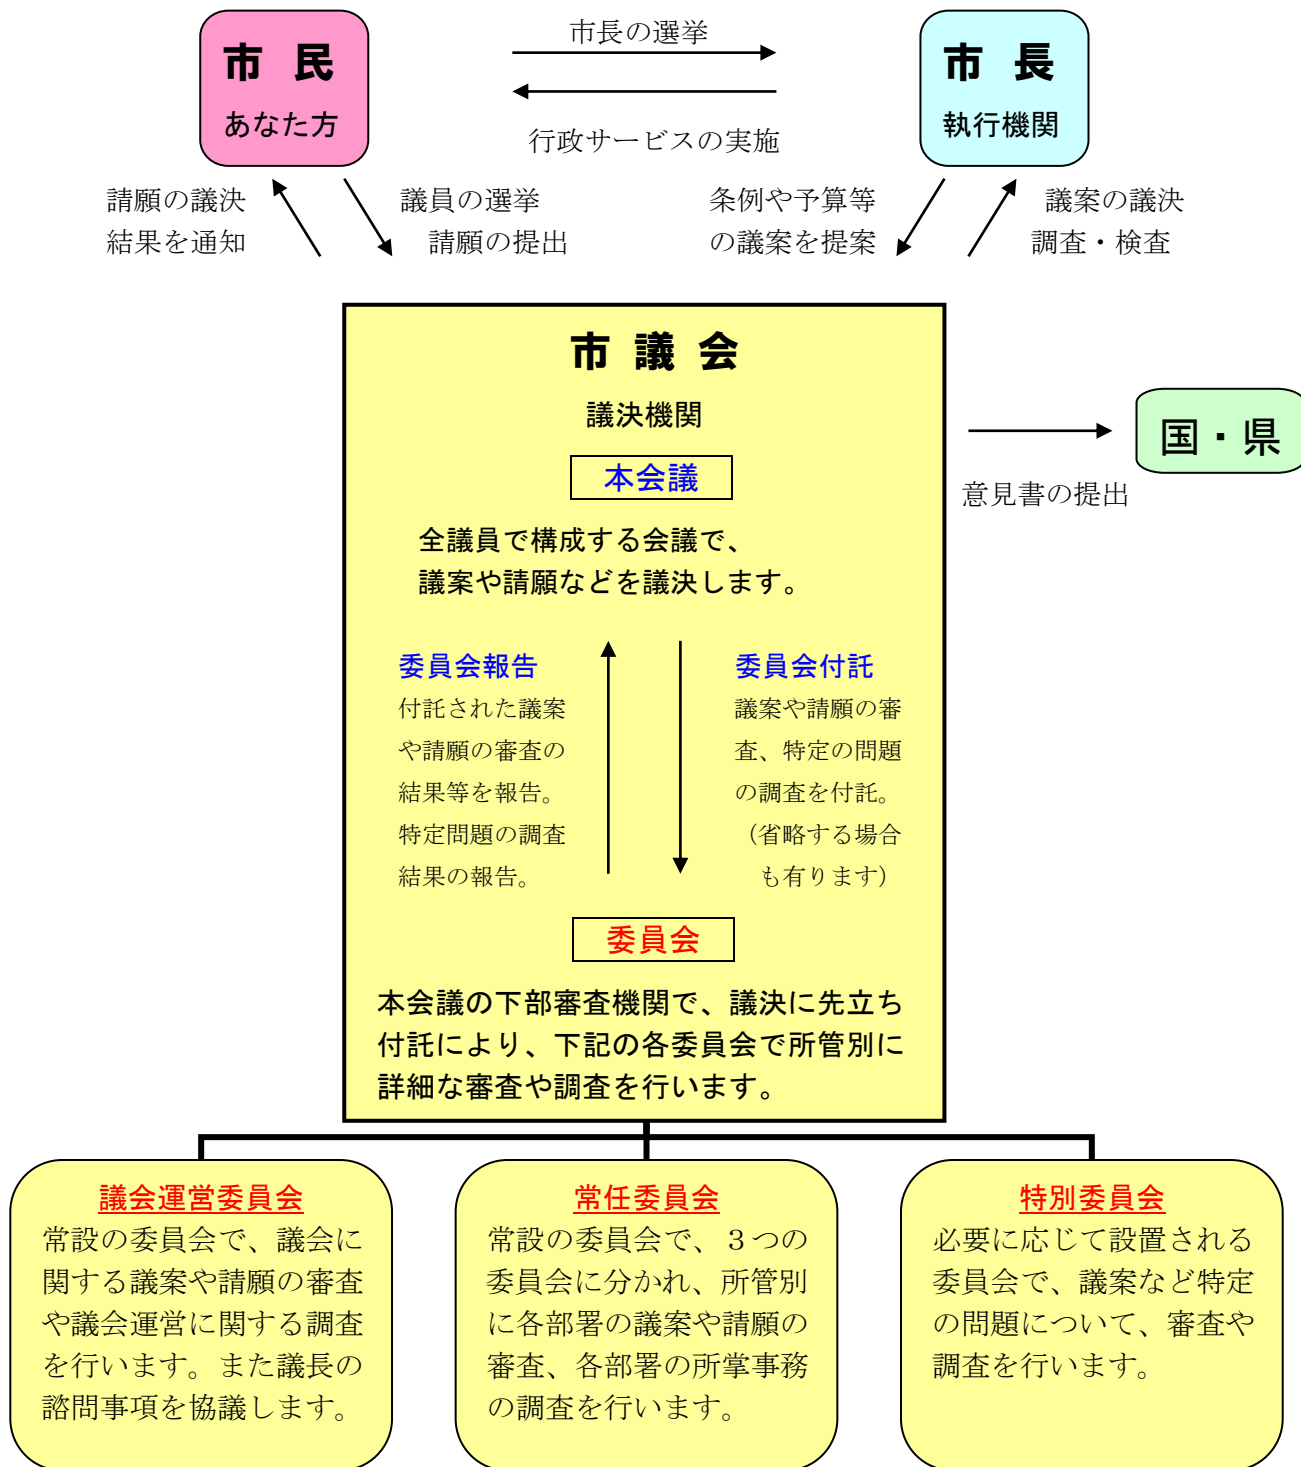 市民
あなた方
市長の選挙
行政サービスの実施
市長
執行機関
請願の議決
結果を通知
議員の選挙
請願の提出
条例や予算等
の議案を提案
議案の議決
調査・検査
市議会
議決機関
本会議
全議員で構成する会議で、
議案や請願などを議決します。
国・県
意見書の提出
委員会報告
付託された議案
や請願の審査の
結果等を報告。
特定問題の調査
結果の報告。
委員会付託
議案や請願の審
査、特定の問題
の調査を付託。
（省略する場合
も有ります）
委員会
本会議の下部審査機関で、議決に先立ち
付託により、下記の各委員会で所管別に
詳細な審査や調査を行います。
議会運営委員会
常設の委員会で、議会に
関する議案や請願の審査
や議会運営に関する調査
を行います。また議長の
諮問事項を協議します。
常任委員会
常設の委員会で、３つの
委員会に分かれ、所管別
に各部署の議案や請願の
審査、各部署の所掌事務
の調査を行います。
特別委員会
必要に応じて設置される
委員会で、議案など特定
の問題について、審査や
調査を行います。